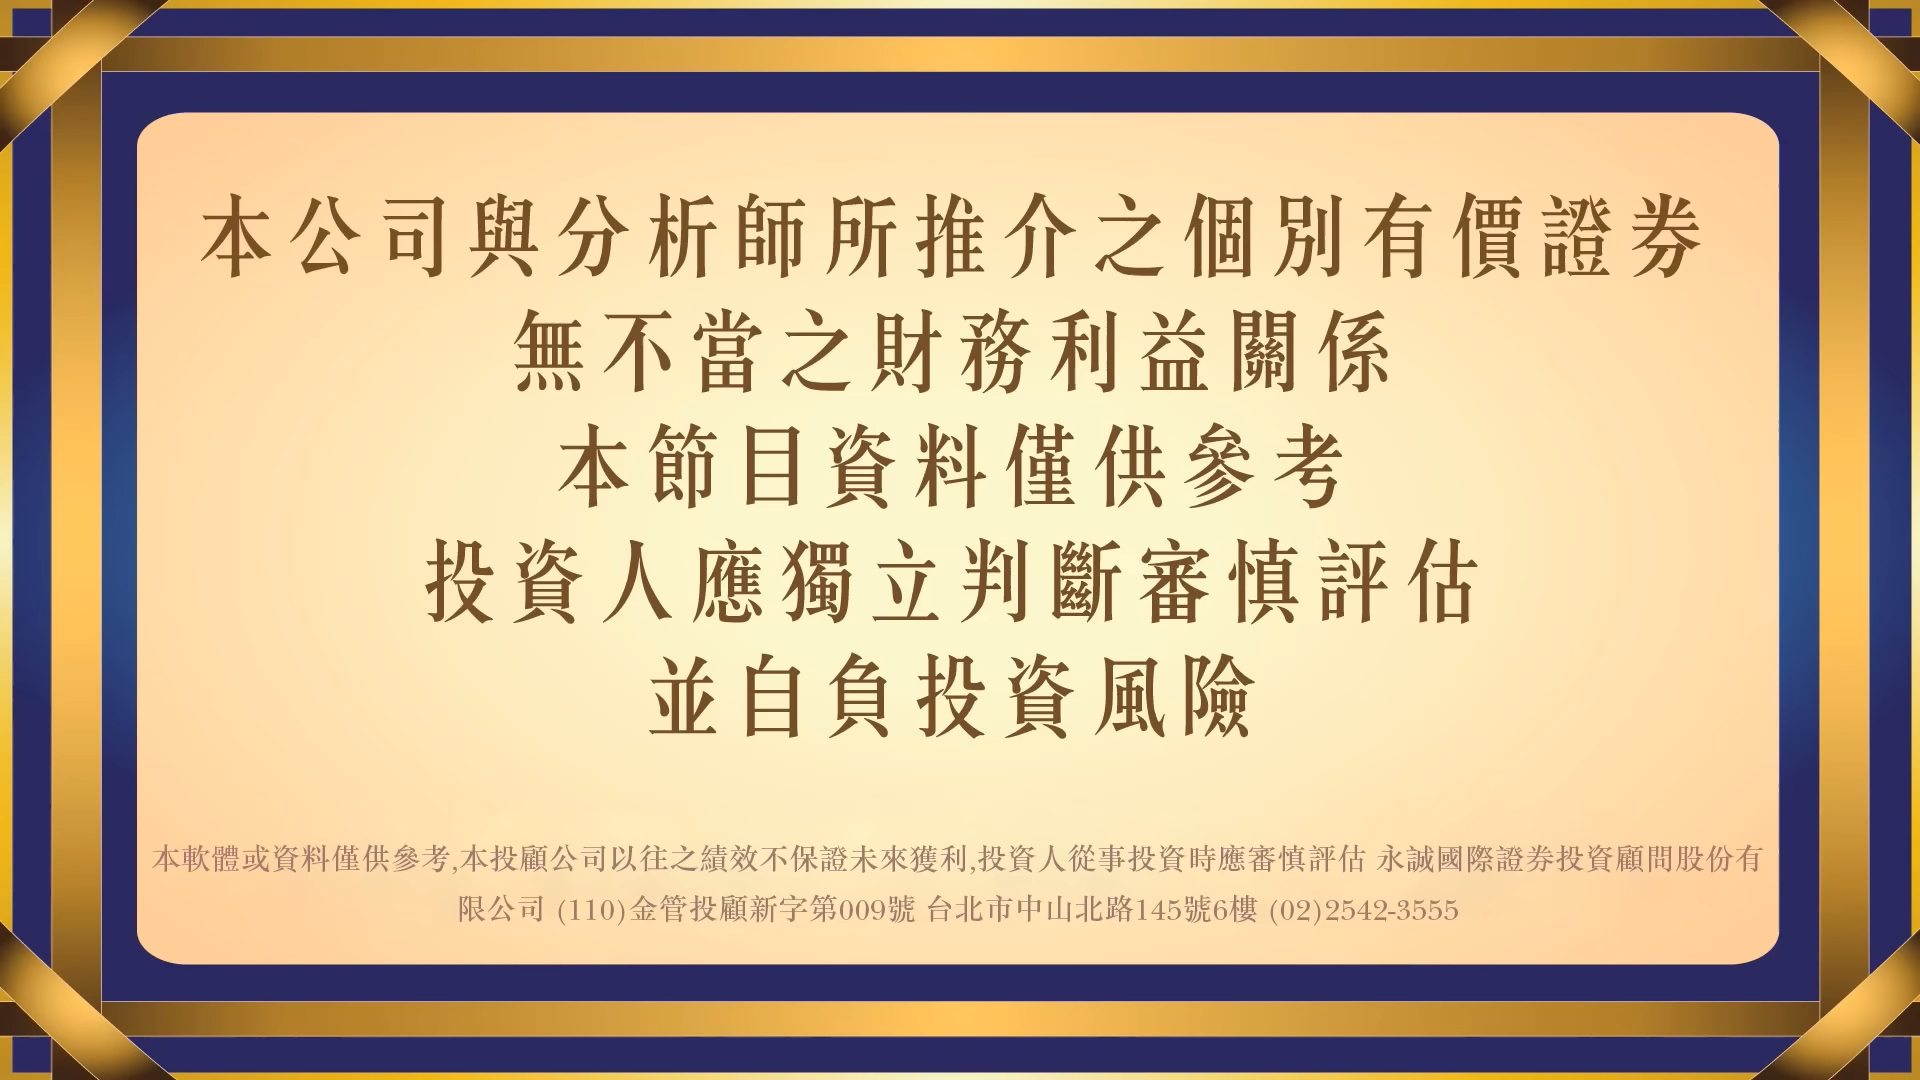 本公司與分析師所推介之個別有價證券
無不當之財務利益關係
本節目資料僅供參考
投資人應獨立判斷審慎評估
並自負投資風險
本軟體或資料僅供參考,本投顧公司以往之績效不保證未來獲利,投資人從事投資時應審慎評估 永誠國際證券投資顧問股份有
限公司 (110)金管投顧新字第009號 台北市中山北路145號6樓 (02)2542-3555